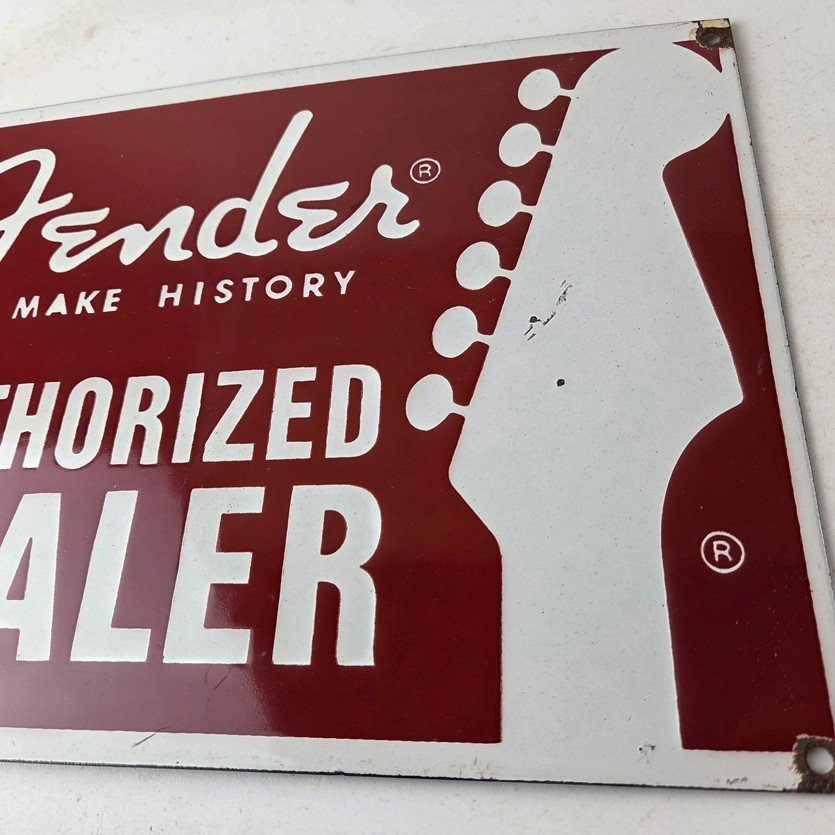 Fender®
MAKE HISTORY
THORIZED
ALER
®